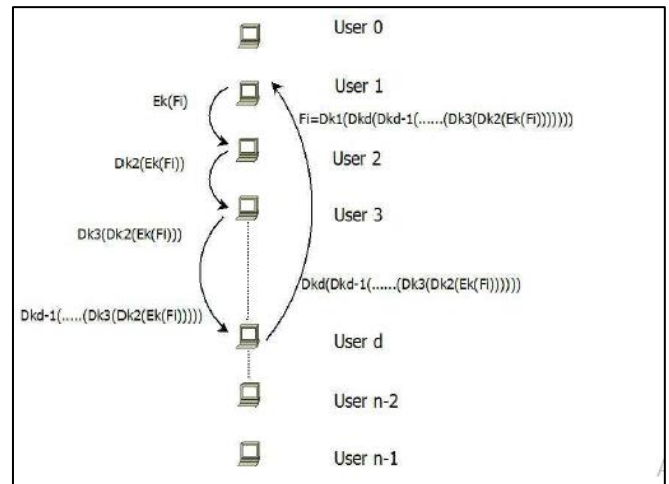 User 0
User 1
Ek(Fi)
Fi=Dk1(Dkd(Dkd-1(......(Dk3(Dk2(Ek(Fi)))))))
User 2
Dk2(Ek(Fi))
User 3
Dk3(Dk2(Ek(Fi)))
Dkd(Dkd-1(......(Dk3(Dk2(Ek(Fi))))))
Dkd-1(.....(Dk3(Dk2(Ek(Fi)))))
User d
User n-2
User n-1